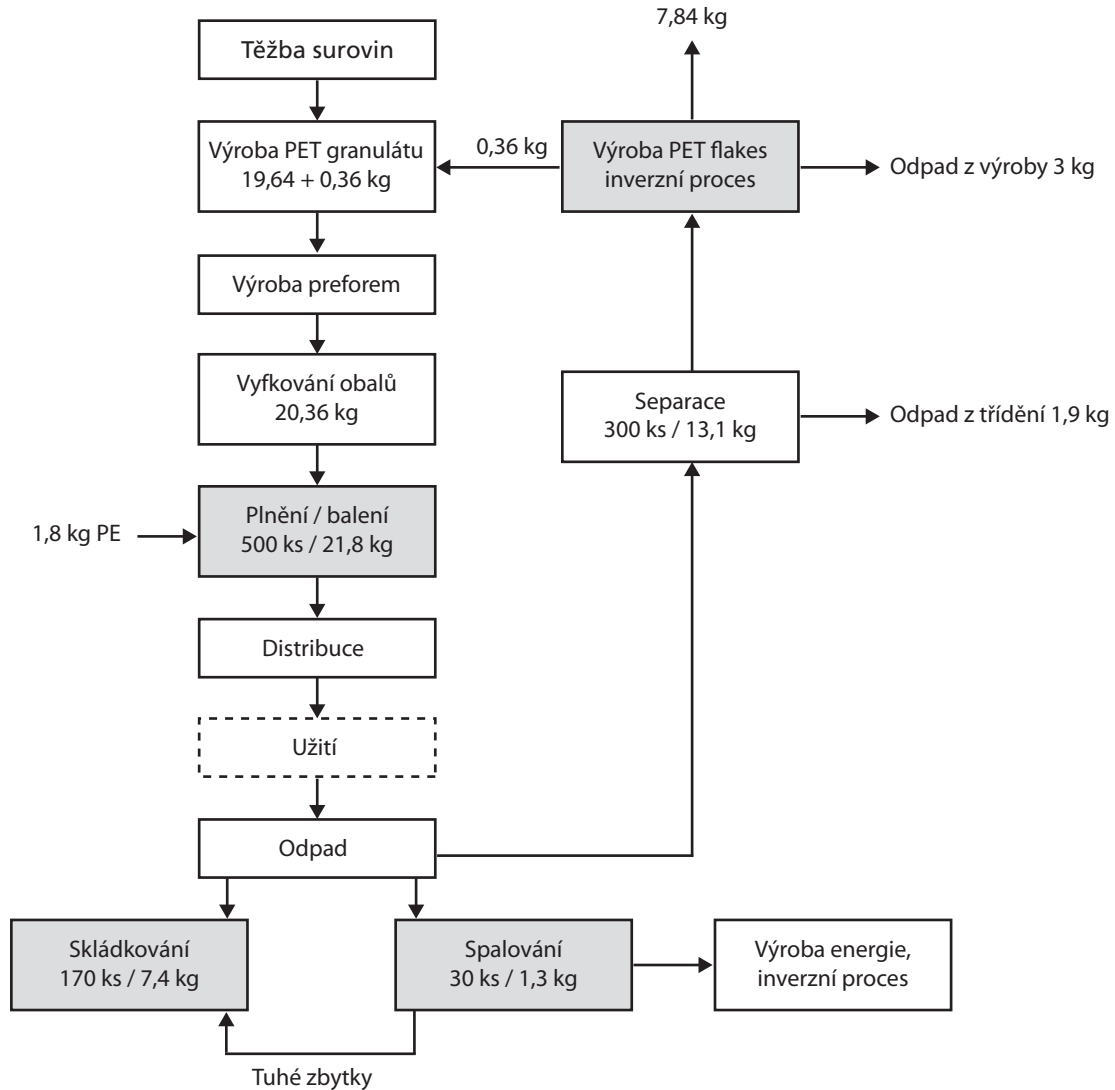 7,84 kg
Těžba surovin
Výroba PET granulátu
19,64 + 0,36 kg
0,36 kg
Výroba PET flakes
inverzní proces
Odpad z výroby 3 kg
Výroba preforem
Vyfkování obalů
20,36 kg
Separace
300 ks / 13,1 kg
Odpad z třídění 1,9 kg
1,8 kg PE
Plnění / balení
500 ks / 21,8 kg
Distribuce
Užití
Odpad
Skládkování
170 ks / 7,4 kg
Spalování
30 ks / 1,3 kg
Výroba energie,
inverzní proces
Tuhé zbytky